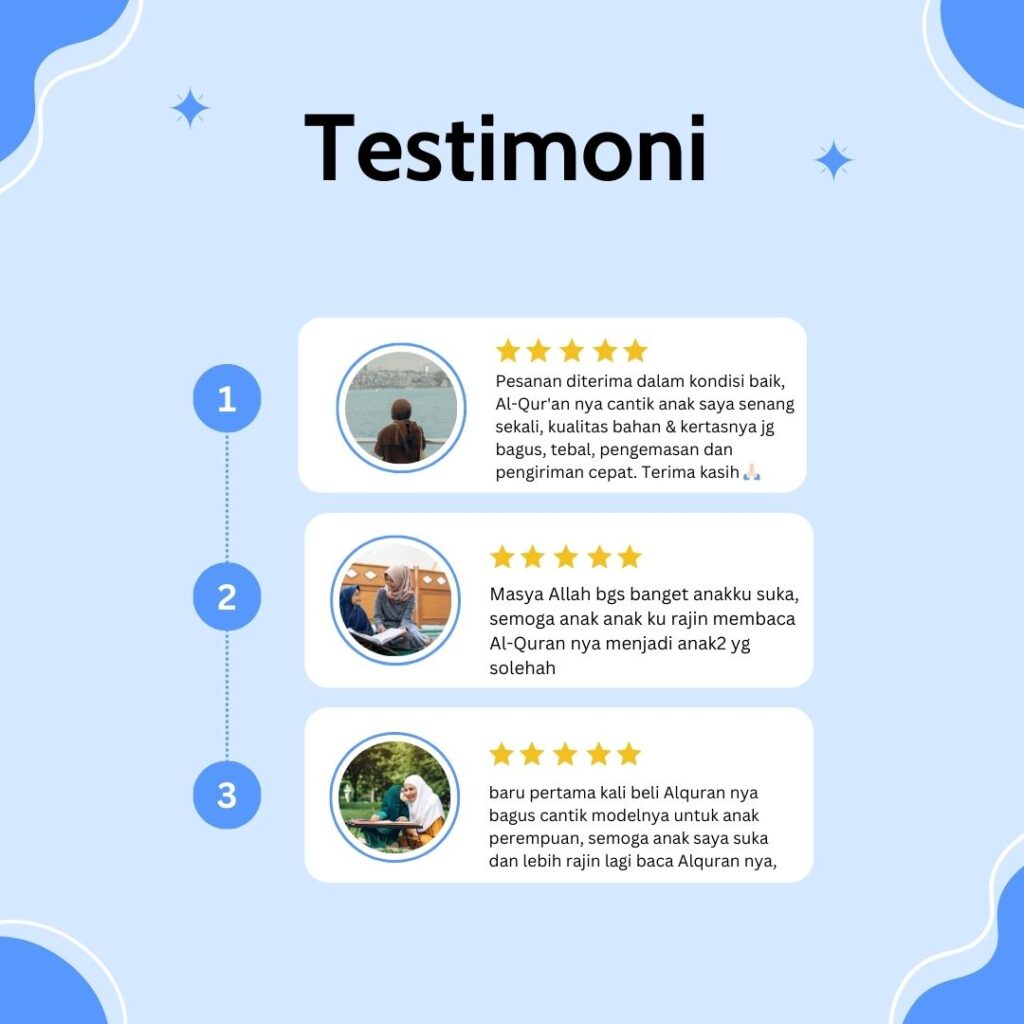 Testimoni
1
Pesanan diterima dalam kondisi baik,
Al-Qur'an nya cantik anak saya senang
sekali, kualitas bahan & kertasnya jg
bagus, tebal, pengemasan dan
pengiriman cepat. Terima kasih🙏🏻
2
Masya Allah bgs banget anakku suka,
semoga anak anak ku rajin membaca
Al-Quran nya menjadi anak2 yg
solehah
3
baru pertama kali beli Alquran nya
bagus cantik modelnya untuk anak
perempuan, semoga anak saya suka
dan lebih rajin lagi baca Alquran nya,